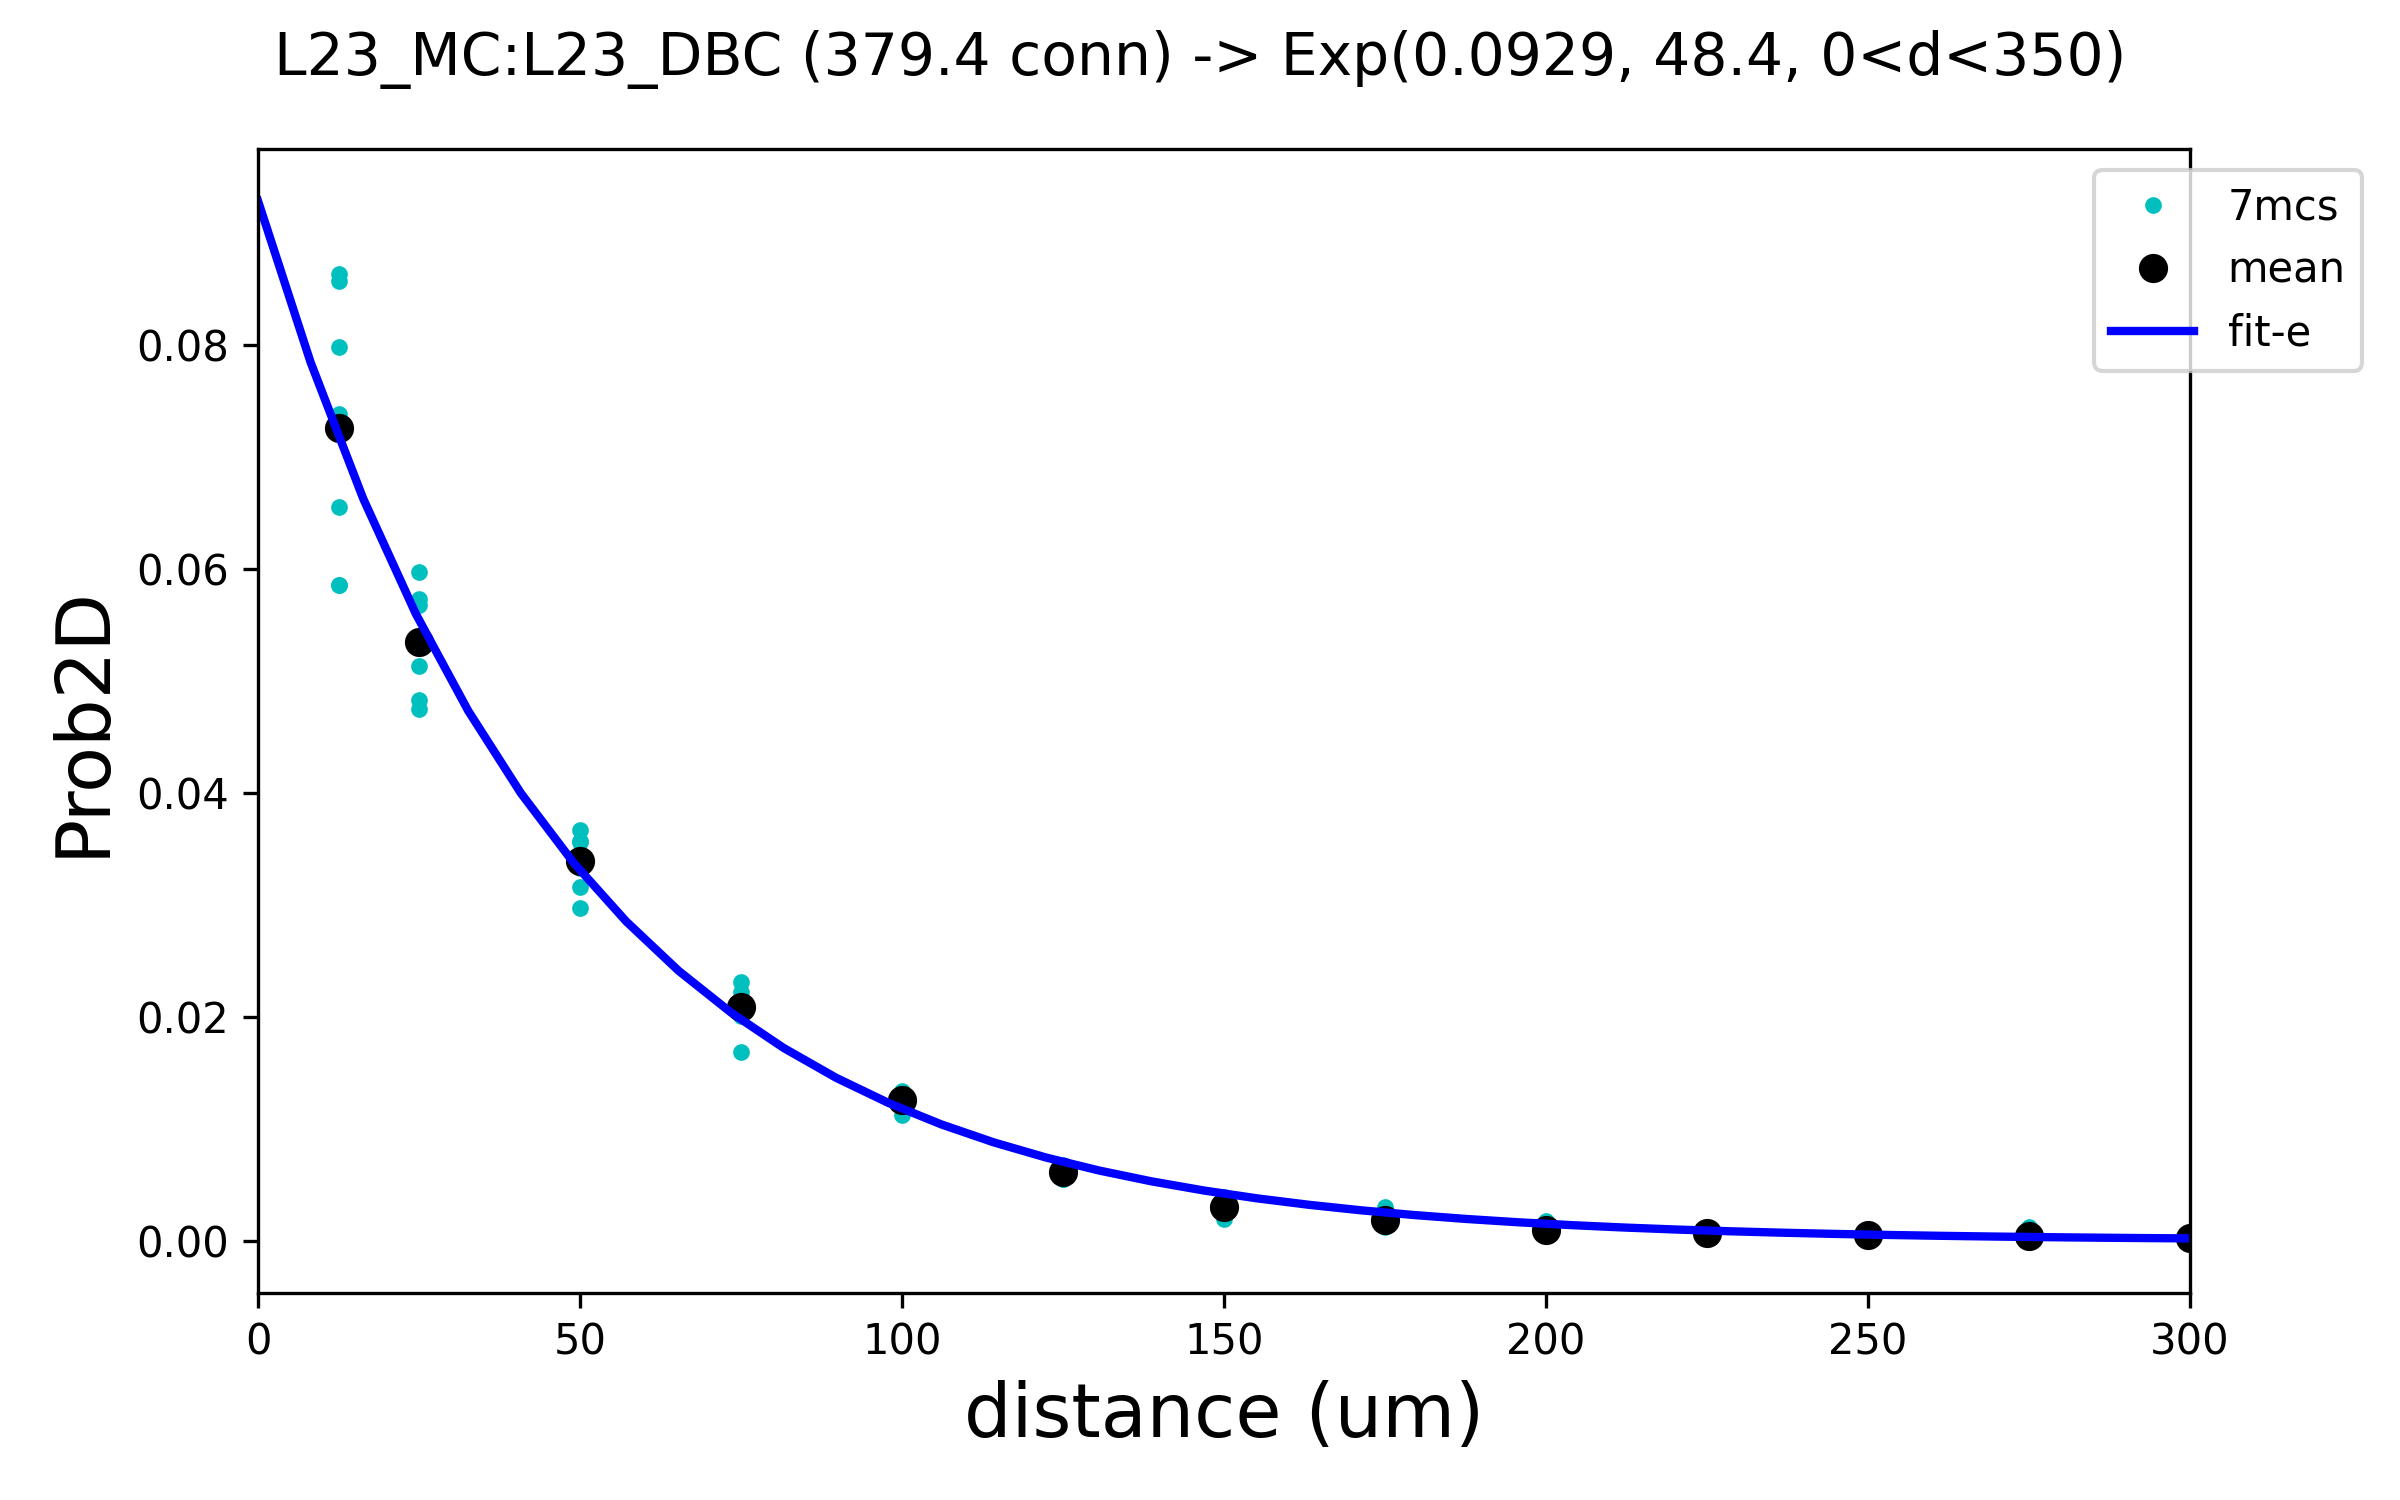 L23_MC:L23_DBC (379.4 conn) -> Exp(0.0929, 48.4, 0<d<350)
7mcs
mean
fit-e
Prob2D
0.08
0.06
0.04
0.02
0.00
0 50 100 150 200 250 300
distance (um)